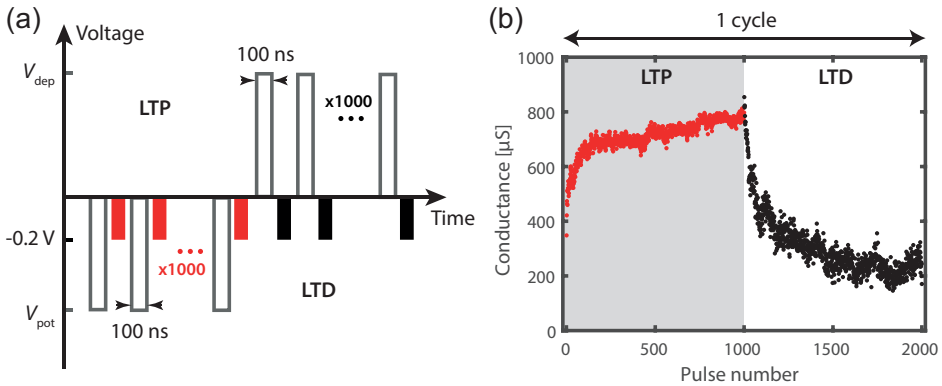 (a)
Voltage
V_dep
100 ns
LTP
x1000
•••
Time
-0.2 V
•••
x1000
LTD
V_pot
100 ns
(b)
1 cycle
1000
LTP
LTD
800
600
400
200
0
Conductance [µS]
0
500
1000
1500
2000
Pulse number